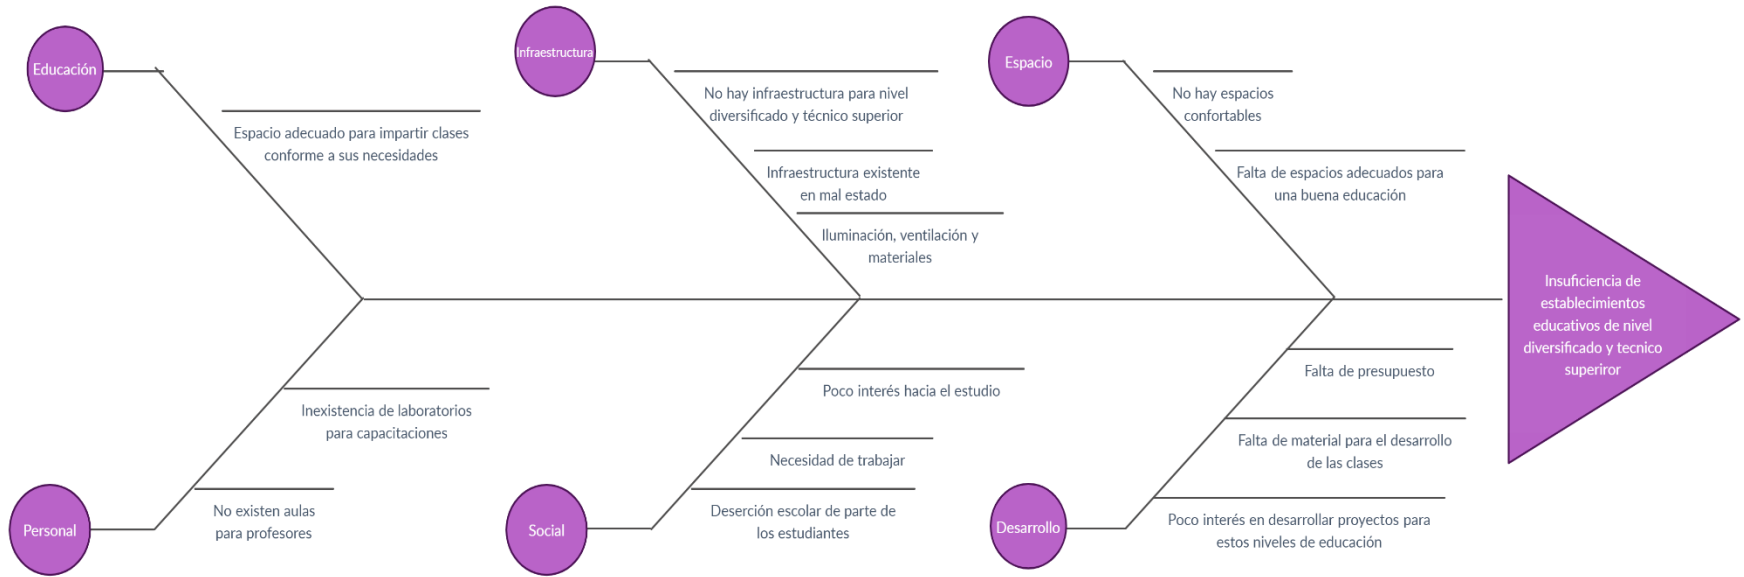 Educación
Espacio adecuado para impartir clases
conforme a sus necesidades
Infraestructura
No hay infraestructura para nivel
diversificado y técnico superior
Infraestructura existente
en mal estado
Iluminación, ventilación y
materiales
Espacio
No hay espacios
confortables
Falta de espacios adecuados para
una buena educación
Insuficiencia de
establecimientos
educativos de nivel
diversificado y tecnico
superiror
Personal
Inexistencia de laboratorios
para capacitaciones
No existen aulas
para profesores
Social
Poco interés hacia el estudio
Necesidad de trabajar
Deserción escolar de parte de
los estudiantes
Desarrollo
Falta de presupuesto
Falta de material para el desarrollo
de las clases
Poco interés en desarrollar proyectos para
estos niveles de educación